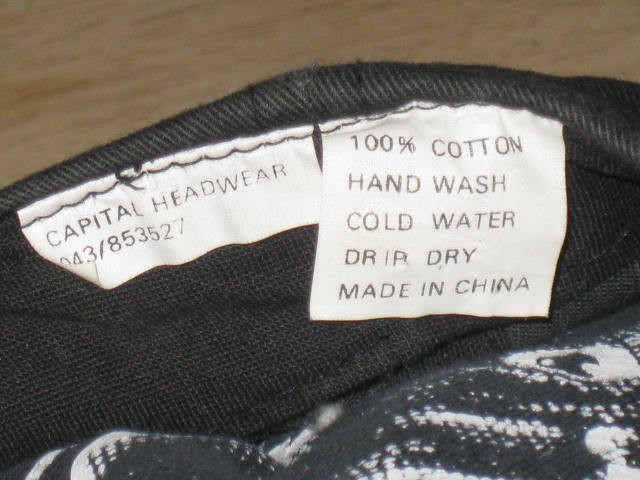 CAPITAL HEADWEAR
043/853527
100% COTTON
HAND WASH
COLD WATER
DRIP DRY
MADE IN CHINA